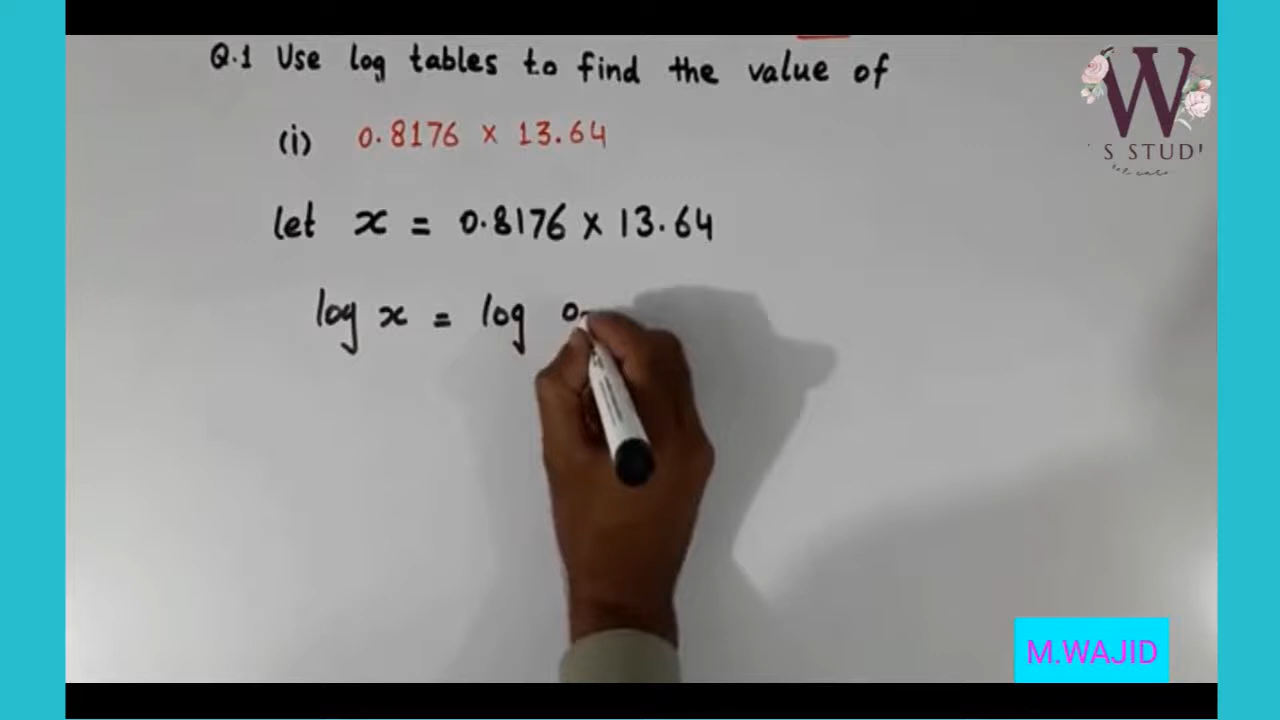 Q.1 Use log tables to find the value of
(i) 0.8176 × 13.64
let x = 0.8176 × 13.64
log x = log 0.
W
S STUDI
M.WAJID